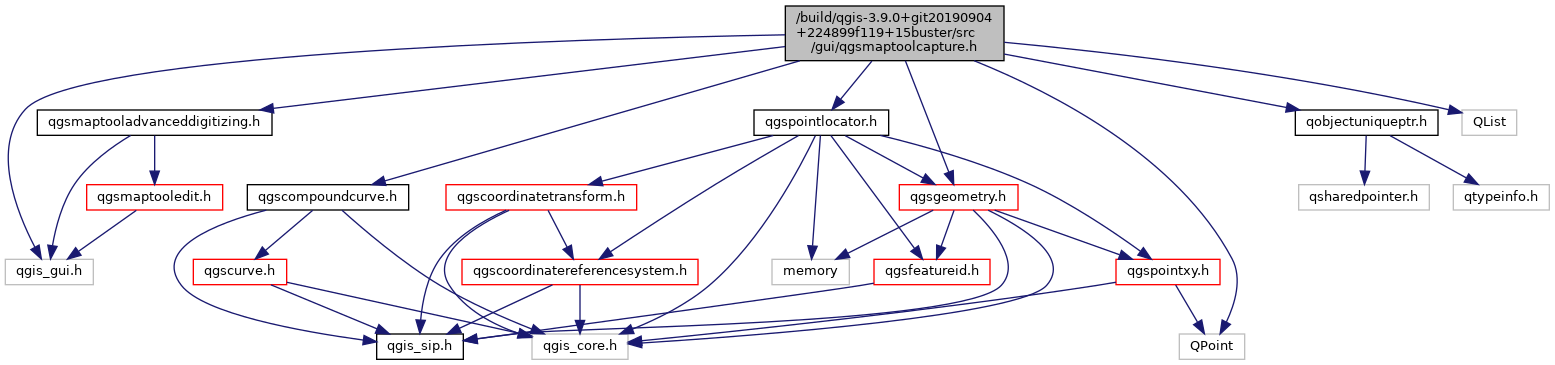 /build/qgis-3.9.0+git20190904
+224899f119+15buster/src
/gui/qgsmaptoolcapture.h
qgsmaptooladvanceddigitizing.h
qgspointlocator.h
qobjectuniqueptr.h
QList
qgsmaptooledit.h
qgscompoundcurve.h
qgscoordinatetransform.h
qgsgeometry.h
qsharedpointer.h
qtypeinfo.h
qgis_gui.h
qgscurve.h
qgscoordinatereferencesystem.h
memory
qgsfeatureid.h
qgspointxy.h
qgis_sip.h
qgis_core.h
QPoint